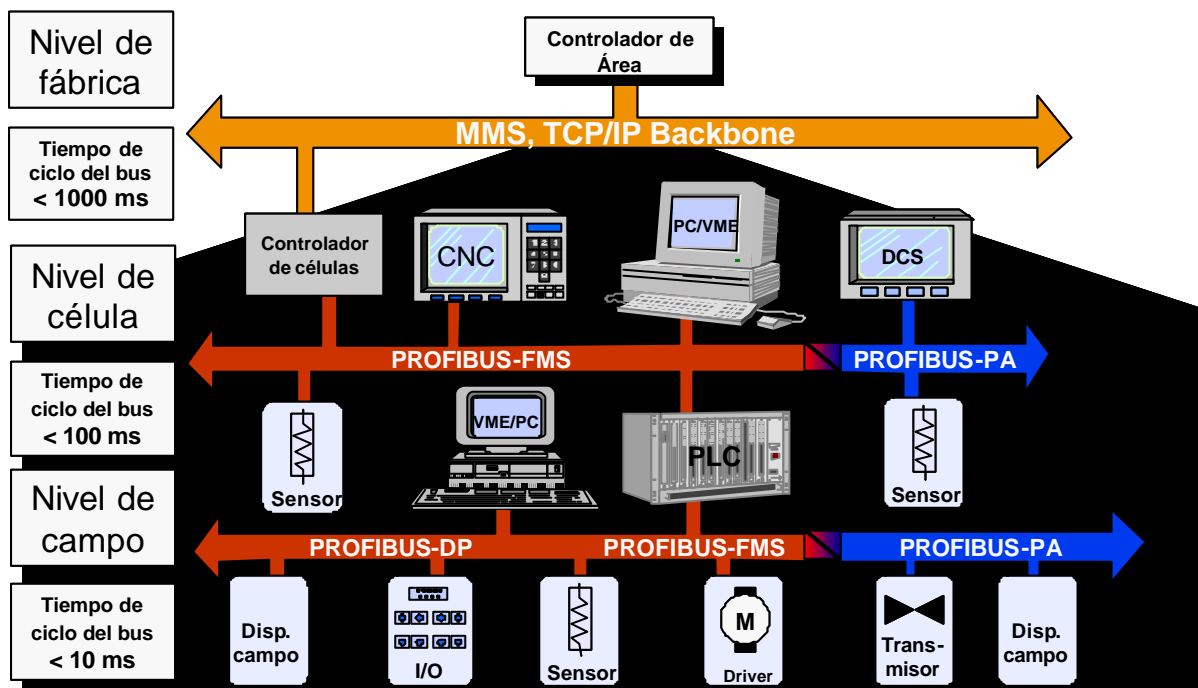 Nivel de
fábrica
Controlador de
Área
MMS, TCP/IP Backbone
Tiempo de
ciclo del bus
< 1000 ms
Controlador
de células
CNC
PC/VME
DCS
Nivel de
célula
PROFIBUS-FMS
PROFIBUS-PA
Tiempo de
ciclo del bus
< 100 ms
Sensor
VME/PC
PLC
Sensor
Nivel de
campo
PROFIBUS-DP
PROFIBUS-FMS
PROFIBUS-PA
Tiempo de
ciclo del bus
< 10 ms
Disp.
campo
I/O
Sensor
M
Driver
Trans-
misor
Disp.
campo